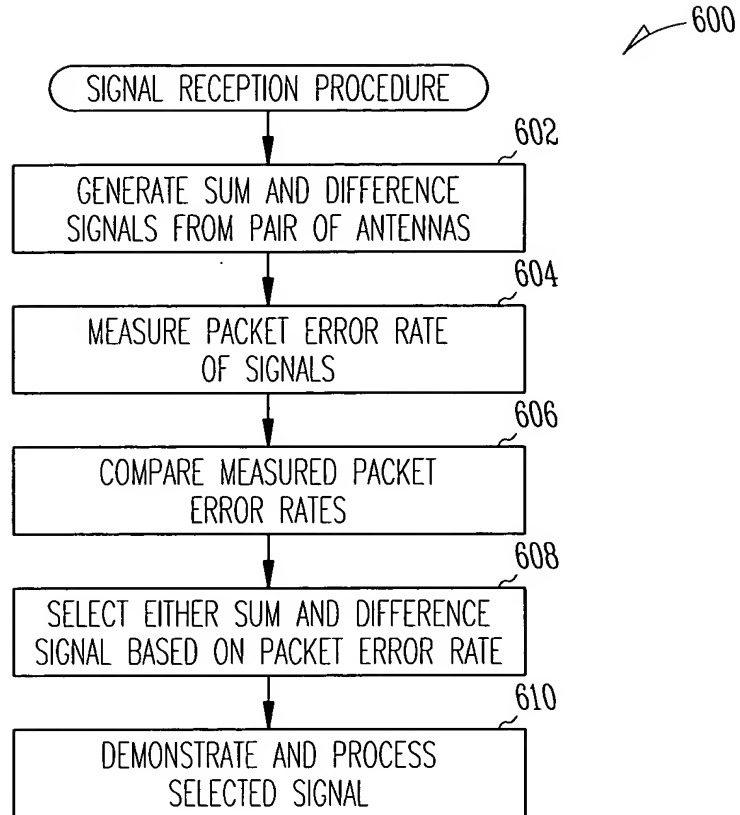 600
SIGNAL RECEPTION PROCEDURE
602
GENERATE SUM AND DIFFERENCE
SIGNALS FROM PAIR OF ANTENNAS
604
MEASURE PACKET ERROR RATE
OF SIGNALS
606
COMPARE MEASURED PACKET
ERROR RATES
608
SELECT EITHER SUM AND DIFFERENCE
SIGNAL BASED ON PACKET ERROR RATE
610
DEMONSTRATE AND PROCESS
SELECTED SIGNAL